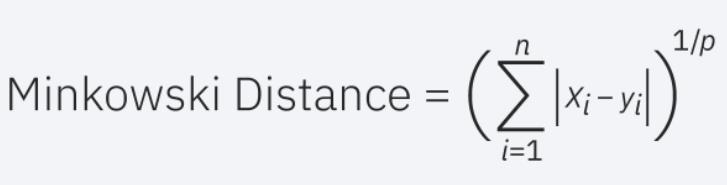 Minkowski Distance = (∑_{i=1}^{n} |x_i - y_i|)^{1/p}